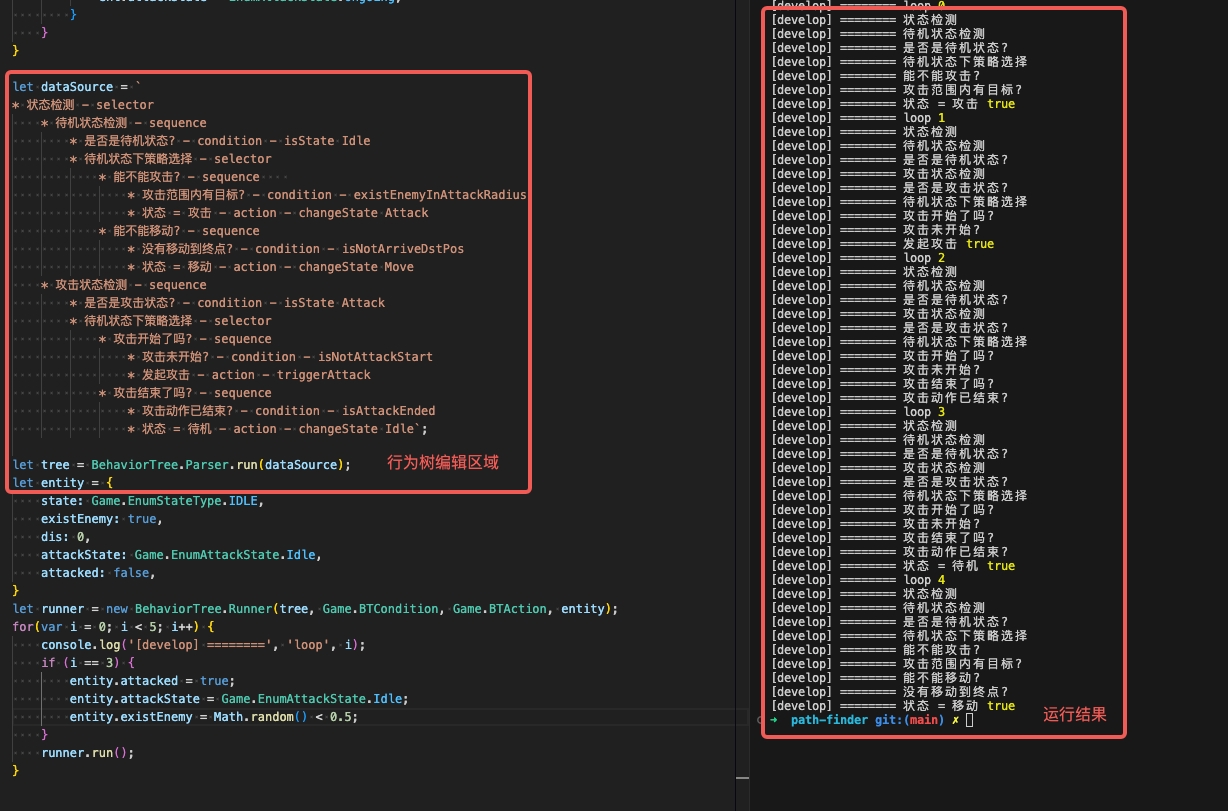 }
}
}
let dataSource = `
* 状态检测 - selector
* 待机状态检测 - sequence
* 是否是待机状态? - condition - isState Idle
* 待机状态下策略选择 - selector
* 能不能攻击? - sequence
* 攻击范围内有目标? - condition - existEnemyInAttackRadius
* 状态 = 攻击 - action - changeState Attack
* 能不能移动? - sequence
* 没有移动到终点? - condition - isNotArriveDstPos
* 状态 = 移动 - action - changeState Move
* 攻击状态检测 - sequence
* 是否是攻击状态? - condition - isState Attack
* 待机状态下策略选择 - selector
* 攻击开始了吗? - sequence
* 攻击未开始? - condition - isNotAttackStart
* 发起攻击 - action - triggerAttack
* 攻击结束了吗? - sequence
* 攻击动作已结束? - condition - isAttackEnded
* 状态 = 待机 - action - changeState Idle`;
let tree = BehaviorTree.Parser.run(dataSource);
行为树编辑区域
let entity = {
state: Game.EnumStateType.IDLE,
existEnemy: true,
dis: 0,
attackState: Game.EnumAttackState.Idle,
attacked: false,
}
let runner = new BehaviorTree.Runner(tree, Game.BTCondition, Game.BTAction, entity);
for(var i = 0; i < 5; i++) {
console.log('[develop] ========', 'loop', i);
if (i == 3) {
entity.attacked = true;
entity.attackState = Game.EnumAttackState.Idle;
entity.existEnemy = Math.random() < 0.5;
}
runner.run();
}
[develop] ======== loop 0
[develop] ======== 状态检测
[develop] ======== 待机状态检测
[develop] ======== 是否是待机状态?
[develop] ======== 待机状态下策略选择
[develop] ======== 能不能攻击?
[develop] ======== 攻击范围内有目标?
[develop] ======== 状态 = 攻击 true
[develop] ======== loop 1
[develop] ======== 状态检测
[develop] ======== 待机状态检测
[develop] ======== 是否是待机状态?
[develop] ======== 攻击状态检测
[develop] ======== 是否是攻击状态?
[develop] ======== 待机状态下策略选择
[develop] ======== 攻击开始了吗?
[develop] ======== 攻击未开始?
[develop] ======== 发起攻击 true
[develop] ======== loop 2
[develop] ======== 状态检测
[develop] ======== 待机状态检测
[develop] ======== 是否是待机状态?
[develop] ======== 攻击状态检测
[develop] ======== 是否是攻击状态?
[develop] ======== 待机状态下策略选择
[develop] ======== 攻击开始了吗?
[develop] ======== 攻击未开始?
[develop] ======== 攻击结束了吗?
[develop] ======== 攻击动作已结束?
[develop] ======== loop 3
[develop] ======== 状态检测
[develop] ======== 待机状态检测
[develop] ======== 是否是待机状态?
[develop] ======== 攻击状态检测
[develop] ======== 是否是攻击状态?
[develop] ======== 待机状态下策略选择
[develop] ======== 攻击开始了吗?
[develop] ======== 攻击未开始?
[develop] ======== 攻击结束了吗?
[develop] ======== 攻击动作已结束?
[develop] ======== 状态 = 待机 true
[develop] ======== loop 4
[develop] ======== 状态检测
[develop] ======== 待机状态检测
[develop] ======== 是否是待机状态?
[develop] ======== 待机状态下策略选择
[develop] ======== 能不能攻击?
[develop] ======== 攻击范围内有目标?
[develop] ======== 能不能移动?
[develop] ======== 没有移动到终点?
[develop] ======== 状态 = 移动 true
➜ path-finder git:(main) ✗
运行结果